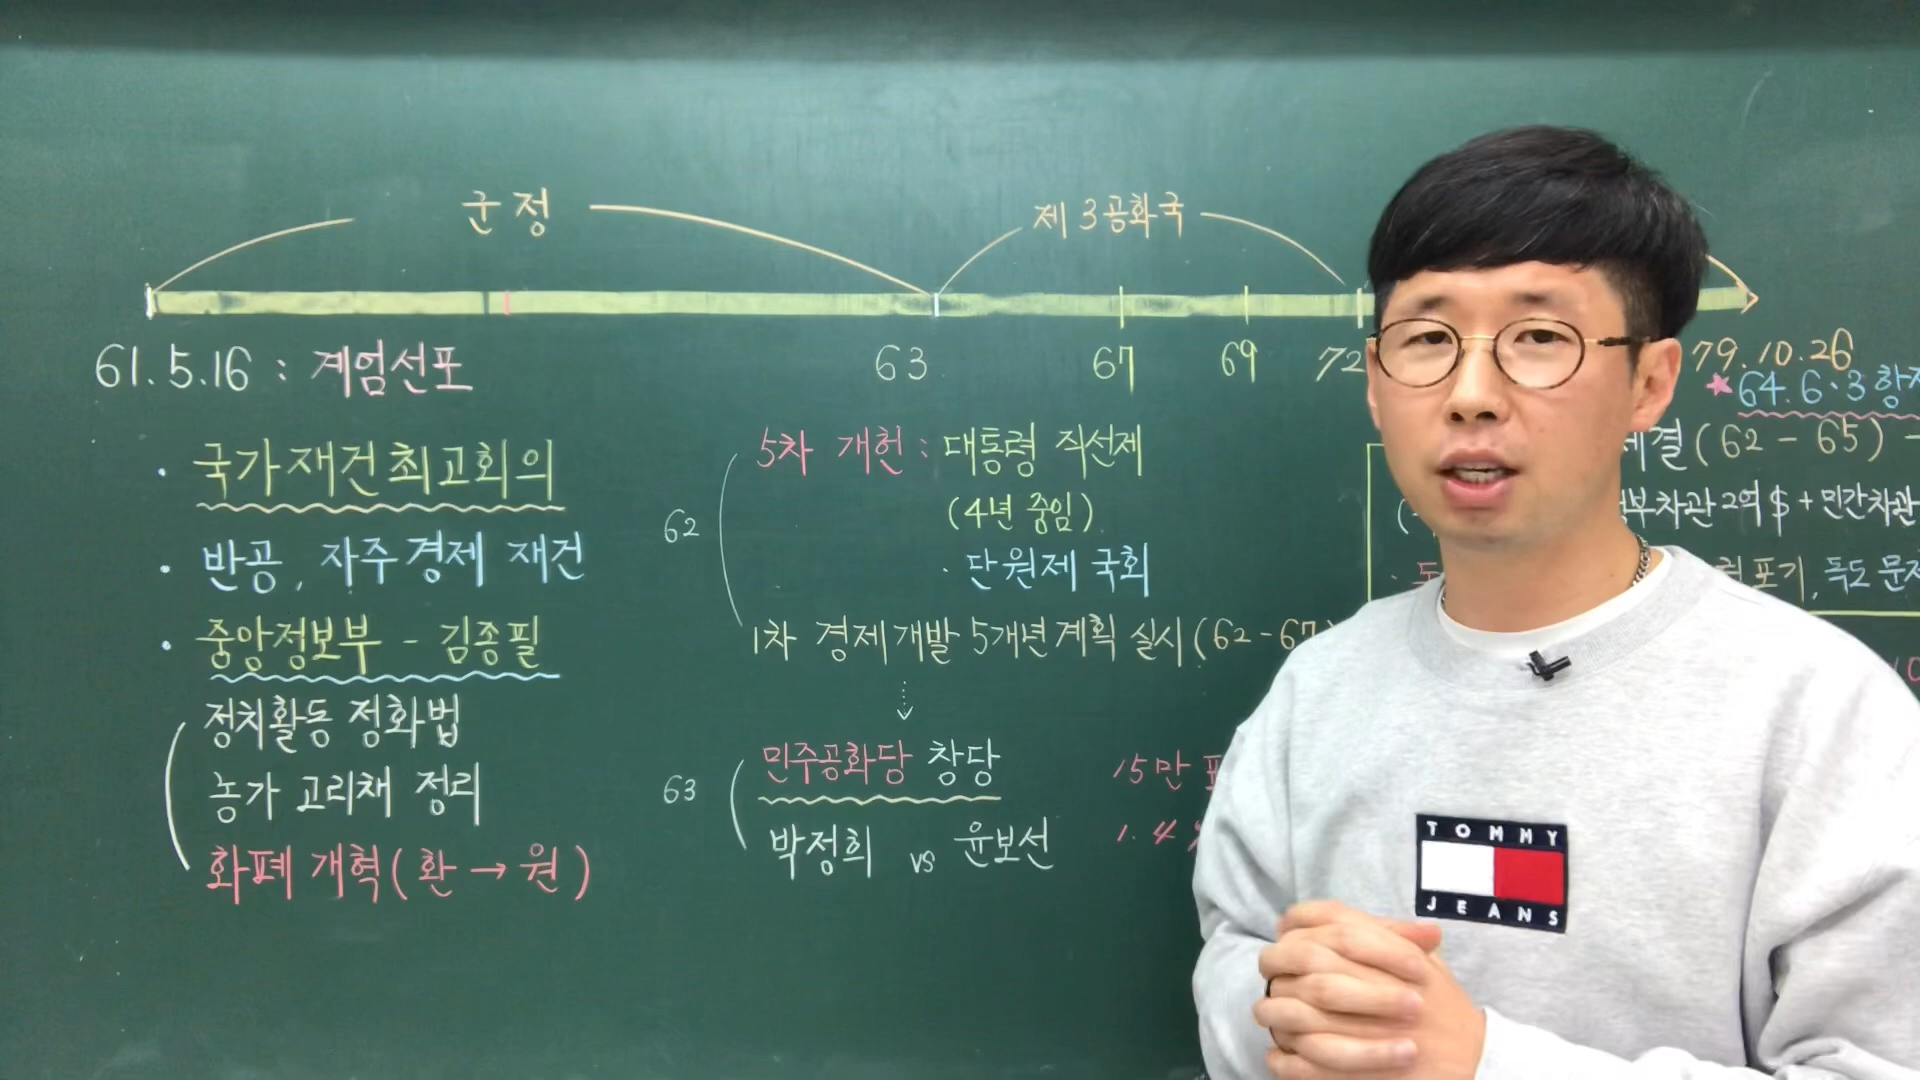 군정
제3공화국
61.5.16 : 계엄선포
63
67
69
72
79.10.26
· 국가재건최고회의
· 반공, 자주경제 재건
· 중앙정보부 - 김종필
정치활동 정화법
농가 고리채 정리
화폐 개혁(환→원)
62
5차 개헌 : 대통령 직선제
(4년 중임)
· 단원제 국회
1차 경제개발 5개년계획 실시(62-67)
63
민주공화당 창당
박정희 vs 윤보선
15만
1.4
★64.6.3
체결(62-65)
차관2억$+민간차관
포기, 독도
TOMMY
JEANS